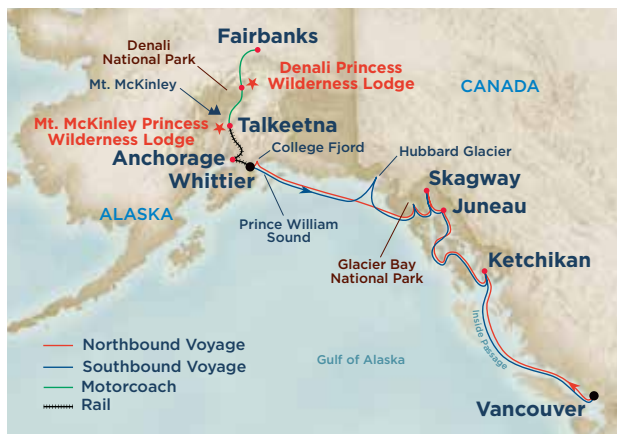 Fairbanks
Denali
National Park
Mt. McKinley
Denali Princess
Wilderness Lodge
CANADA
Mt. McKinley Princess
Wilderness Lodge
Talkeetna
College Fjord
Hubbard Glacier
Anchorage
Whittier
Skagway
Juneau
ALASKA
Prince William
Sound
Glacier Bay
National Park
Ketchikan
Inside Passage
Northbound Voyage
Southbound Voyage
Motorcoach
Rail
Gulf of Alaska
Vancouver